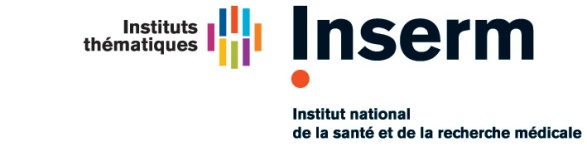 Instituts
thématiques
Inserm
Institut national
de la santé et de la recherche médicale